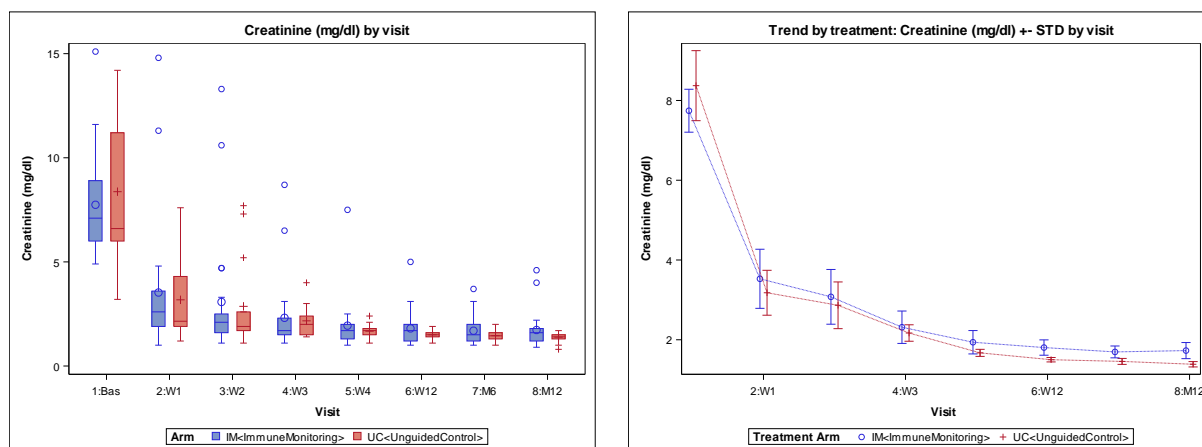 Creatinine (mg/dl) by visit
15
10
5
0
Creatinine (mg/dl)
1:Bas 2:W1 3:W2 4:W3 5:W4 6:W12 7:M6 8:M12
Visit
Arm IM<ImmuneMonitoring> UC<UnguidedControl>
Trend by treatment: Creatinine (mg/dl) +- STD by visit
8
6
4
2
Creatinine (mg/dl)
2:W1 4:W3 6:W12 8:M12
Visit
Treatment Arm IM<ImmuneMonitoring> UC<UnguidedControl>